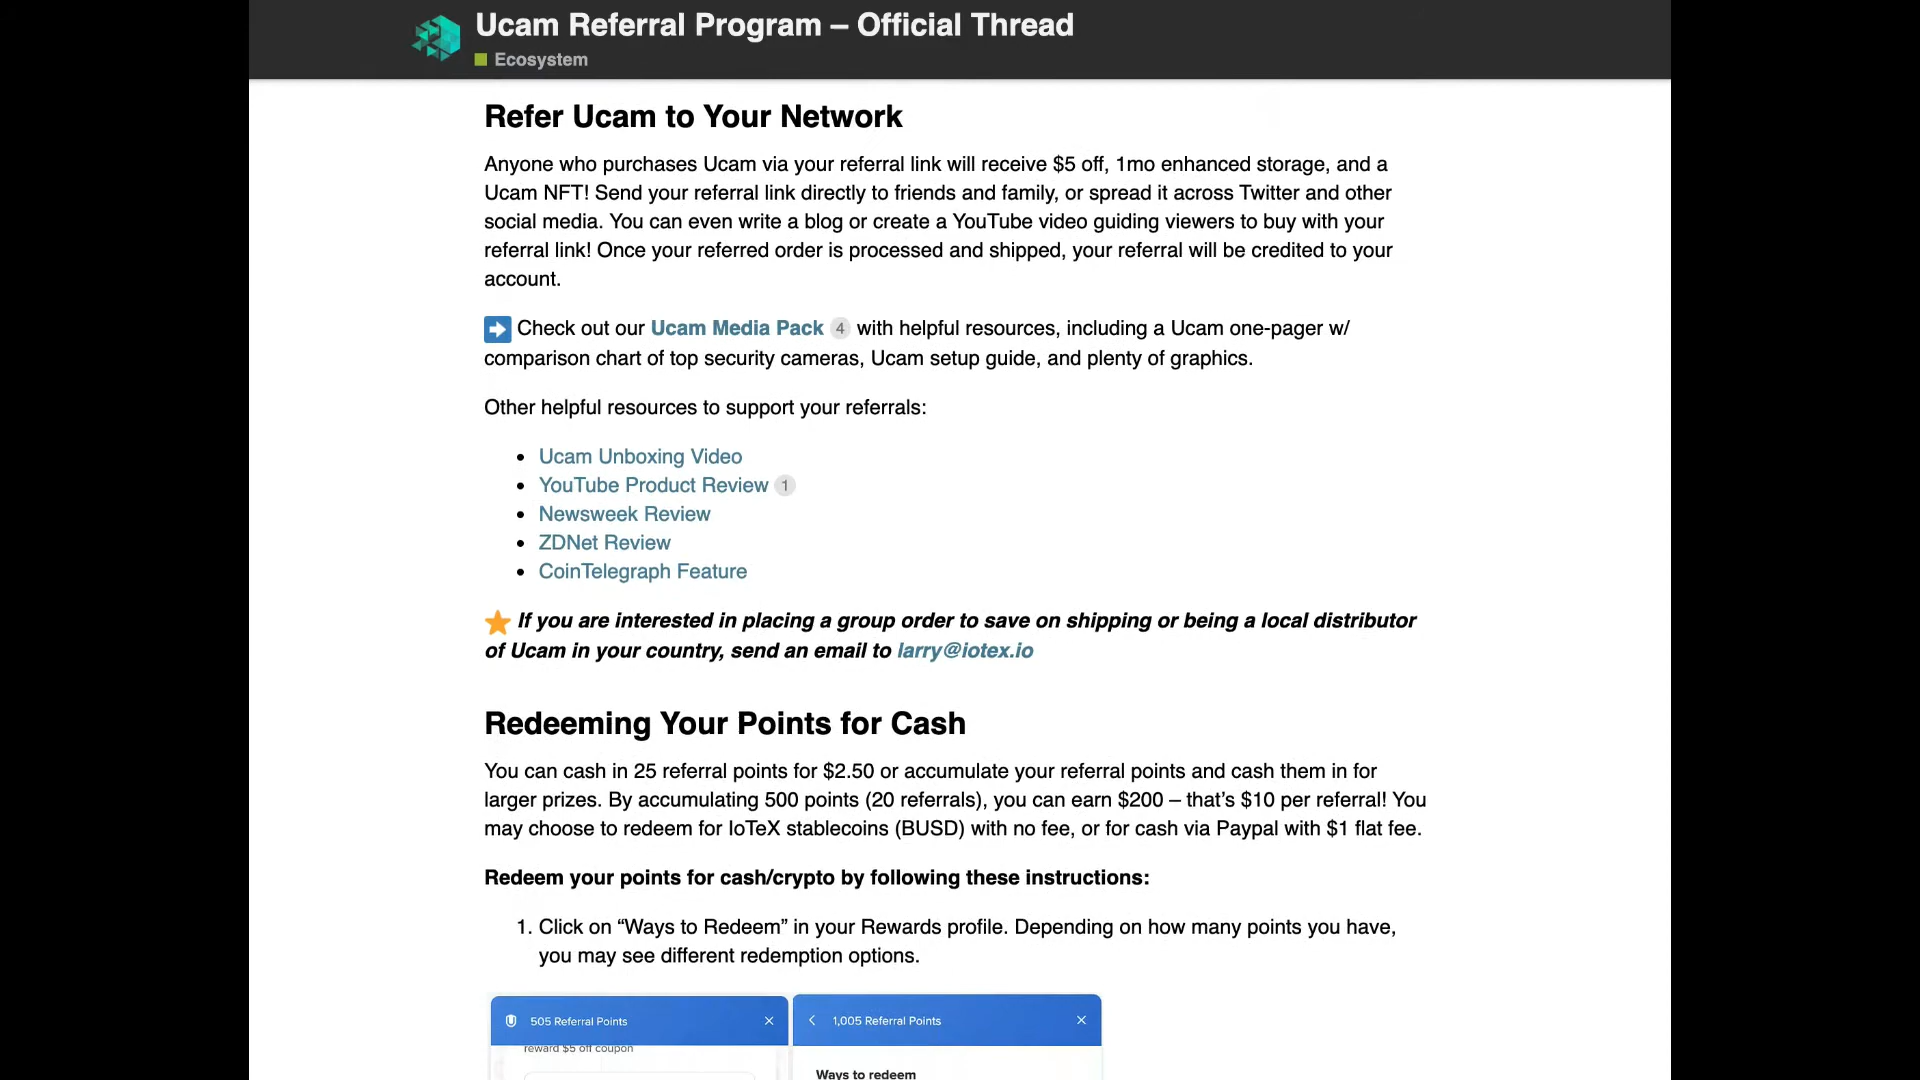 Ucam Referral Program – Official Thread
Ecosystem
Refer Ucam to Your Network
Anyone who purchases Ucam via your referral link will receive $5 off, 1mo enhanced storage, and a
Ucam NFT! Send your referral link directly to friends and family, or spread it across Twitter and other
social media. You can even write a blog or create a YouTube video guiding viewers to buy with your
referral link! Once your referred order is processed and shipped, your referral will be credited to your
account.
Check out our Ucam Media Pack 4 with helpful resources, including a Ucam one-pager w/
comparison chart of top security cameras, Ucam setup guide, and plenty of graphics.
Other helpful resources to support your referrals:
• Ucam Unboxing Video
• YouTube Product Review 1
• Newsweek Review
• ZDNet Review
• CoinTelegraph Feature
If you are interested in placing a group order to save on shipping or being a local distributor
of Ucam in your country, send an email to larry@iotex.io
Redeeming Your Points for Cash
You can cash in 25 referral points for $2.50 or accumulate your referral points and cash them in for
larger prizes. By accumulating 500 points (20 referrals), you can earn $200 – that’s $10 per referral! You
may choose to redeem for IoTeX stablecoins (BUSD) with no fee, or for cash via Paypal with $1 flat fee.
Redeem your points for cash/crypto by following these instructions:
1. Click on “Ways to Redeem” in your Rewards profile. Depending on how many points you have,
you may see different redemption options.
505 Referral Points
reward $5 off coupon
1,005 Referral Points
Ways to redeem